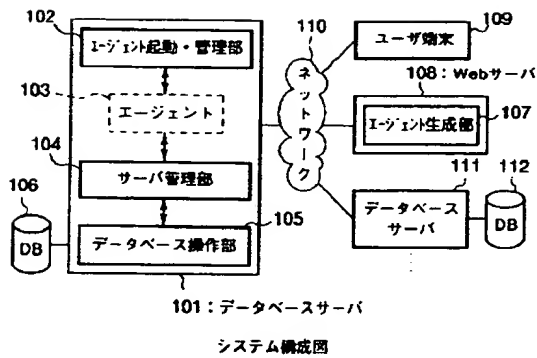 102
エージェント起動・管理部
103
エージェント
104
サーバ管理部
106
DB
105
データベース操作部
101：データベースサーバ
110
ネットワーク
109
ユーザ端末
108：Webサーバ
エージェント生成部
107
111
データベース
サーバ
112
DB
システム構成図